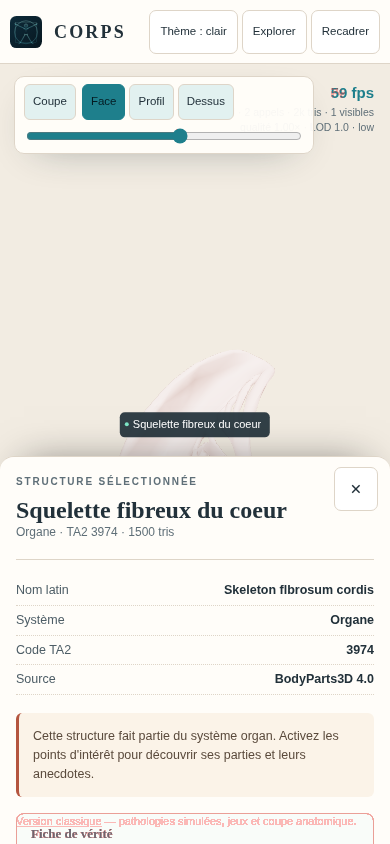 CORPS
Thème : clair
Explorer
Recadrer
Coupe
Face
Profil
Dessus
59 fps
is · 1 visibles
LOD 1.0 · low
Squelette fibreux du coeur
STRUCTURE SÉLECTIONNÉE
×
Squelette fibreux du coeur
Organe · TA2 3974 · 1500 tris
Nom latin Skeleton fibrosum cordis
Système Organe
Code TA2 3974
Source BodyParts3D 4.0
Cette structure fait partie du système organ. Activez les
points d'intérêt pour découvrir ses parties et leurs
anecdotes.
Version classique — pathologies simulées, jeux et coupe anatomique.
Fiche de vérité